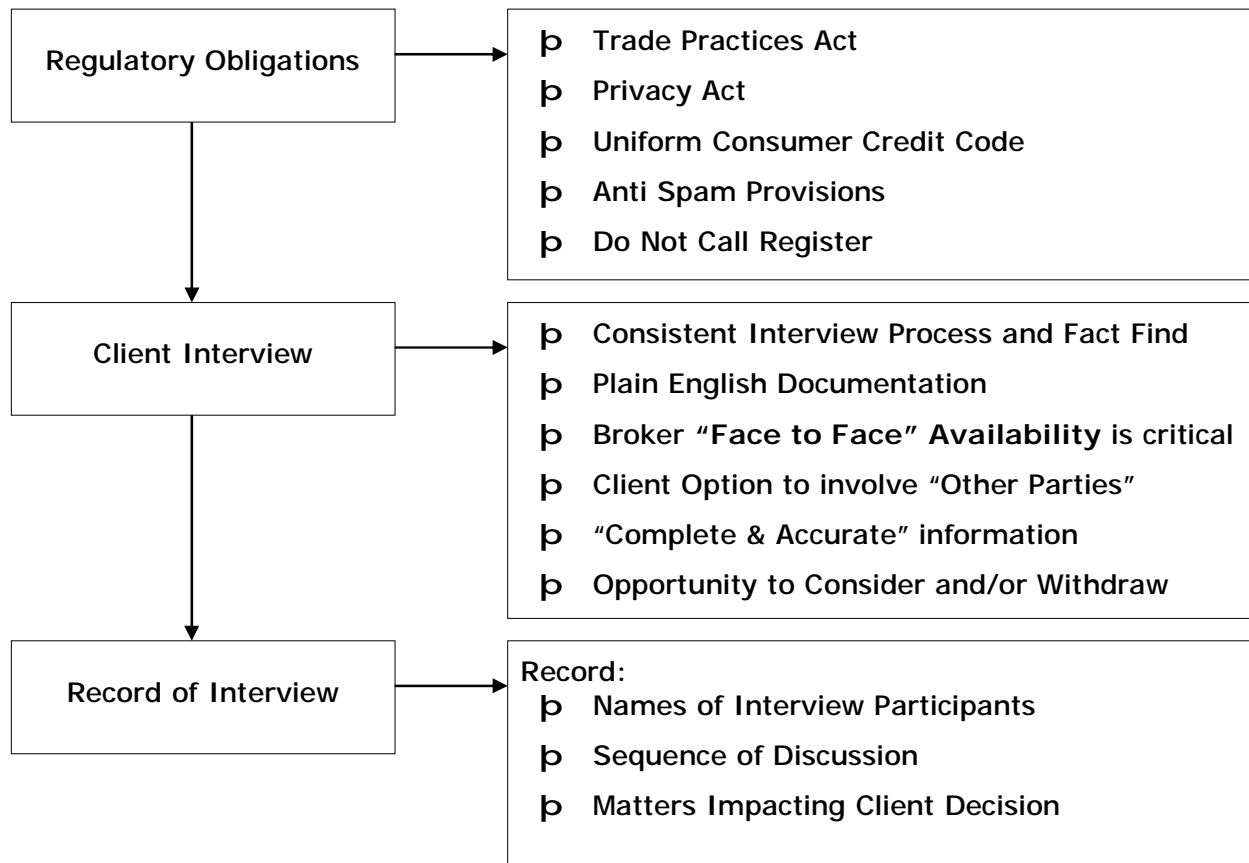 Regulatory Obligations
þ Trade Practices Act
þ Privacy Act
þ Uniform Consumer Credit Code
þ Anti Spam Provisions
þ Do Not Call Register
Client Interview
þ Consistent Interview Process and Fact Find
þ Plain English Documentation
þ Broker “Face to Face” Availability is critical
þ Client Option to involve “Other Parties”
þ “Complete & Accurate” information
þ Opportunity to Consider and/or Withdraw
Record of Interview
Record:
þ Names of Interview Participants
þ Sequence of Discussion
þ Matters Impacting Client Decision